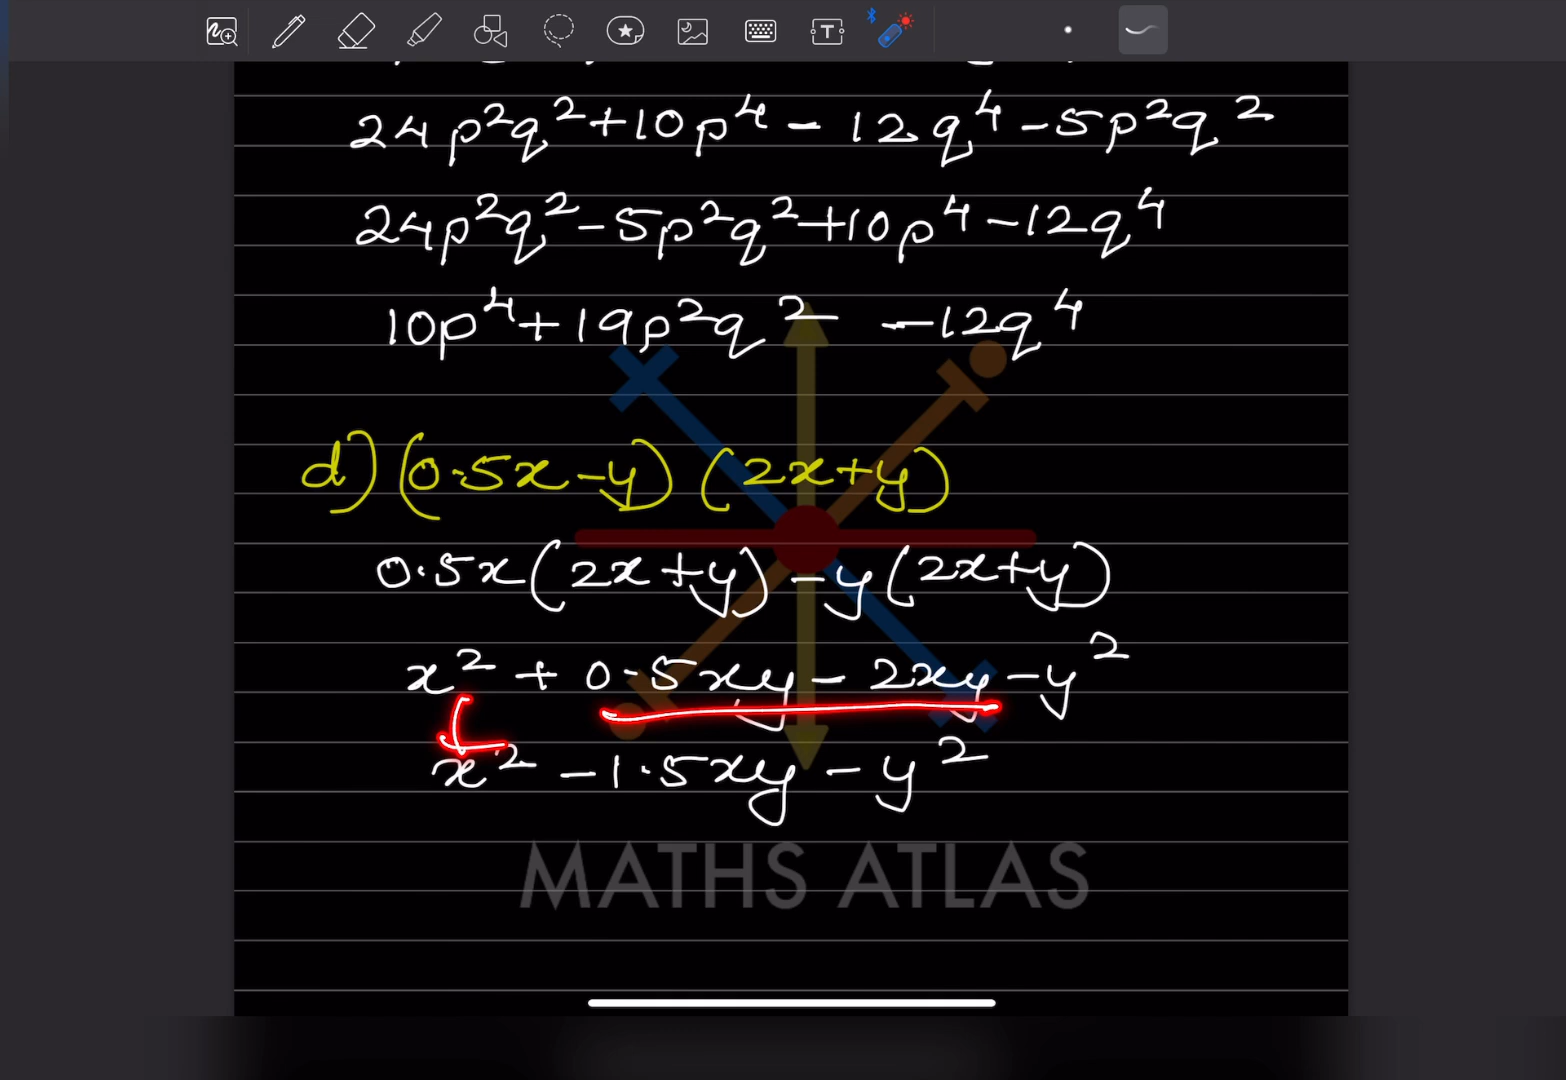 24p²q²+10p⁴-12q⁴-5p²q²
24p²q²-5p²q²+10p⁴-12q⁴
10p⁴+19p²q² -12q⁴
d) (0.5x-y) (2x+y)
0.5x(2x+y)-y(2x+y)
x² + 0.5xy - 2xy - y²
x² - 1.5xy - y²
MATHS ATLAS